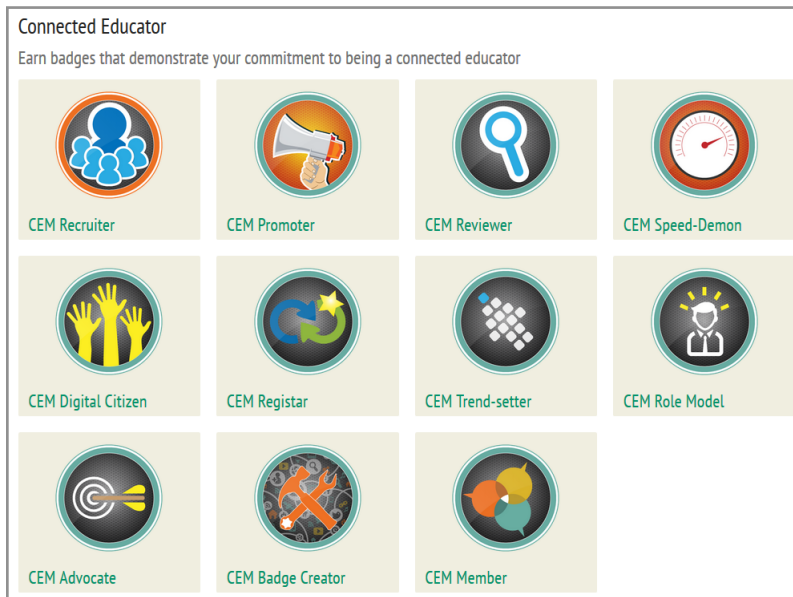 Connected Educator
Earn badges that demonstrate your commitment to being a connected educator
CEM Recruiter
CEM Promoter
CEM Reviewer
CEM Speed-Demon
CEM Digital Citizen
CEM Registar
CEM Trend-setter
CEM Role Model
CEM Advocate
CEM Badge Creator
CEM Member